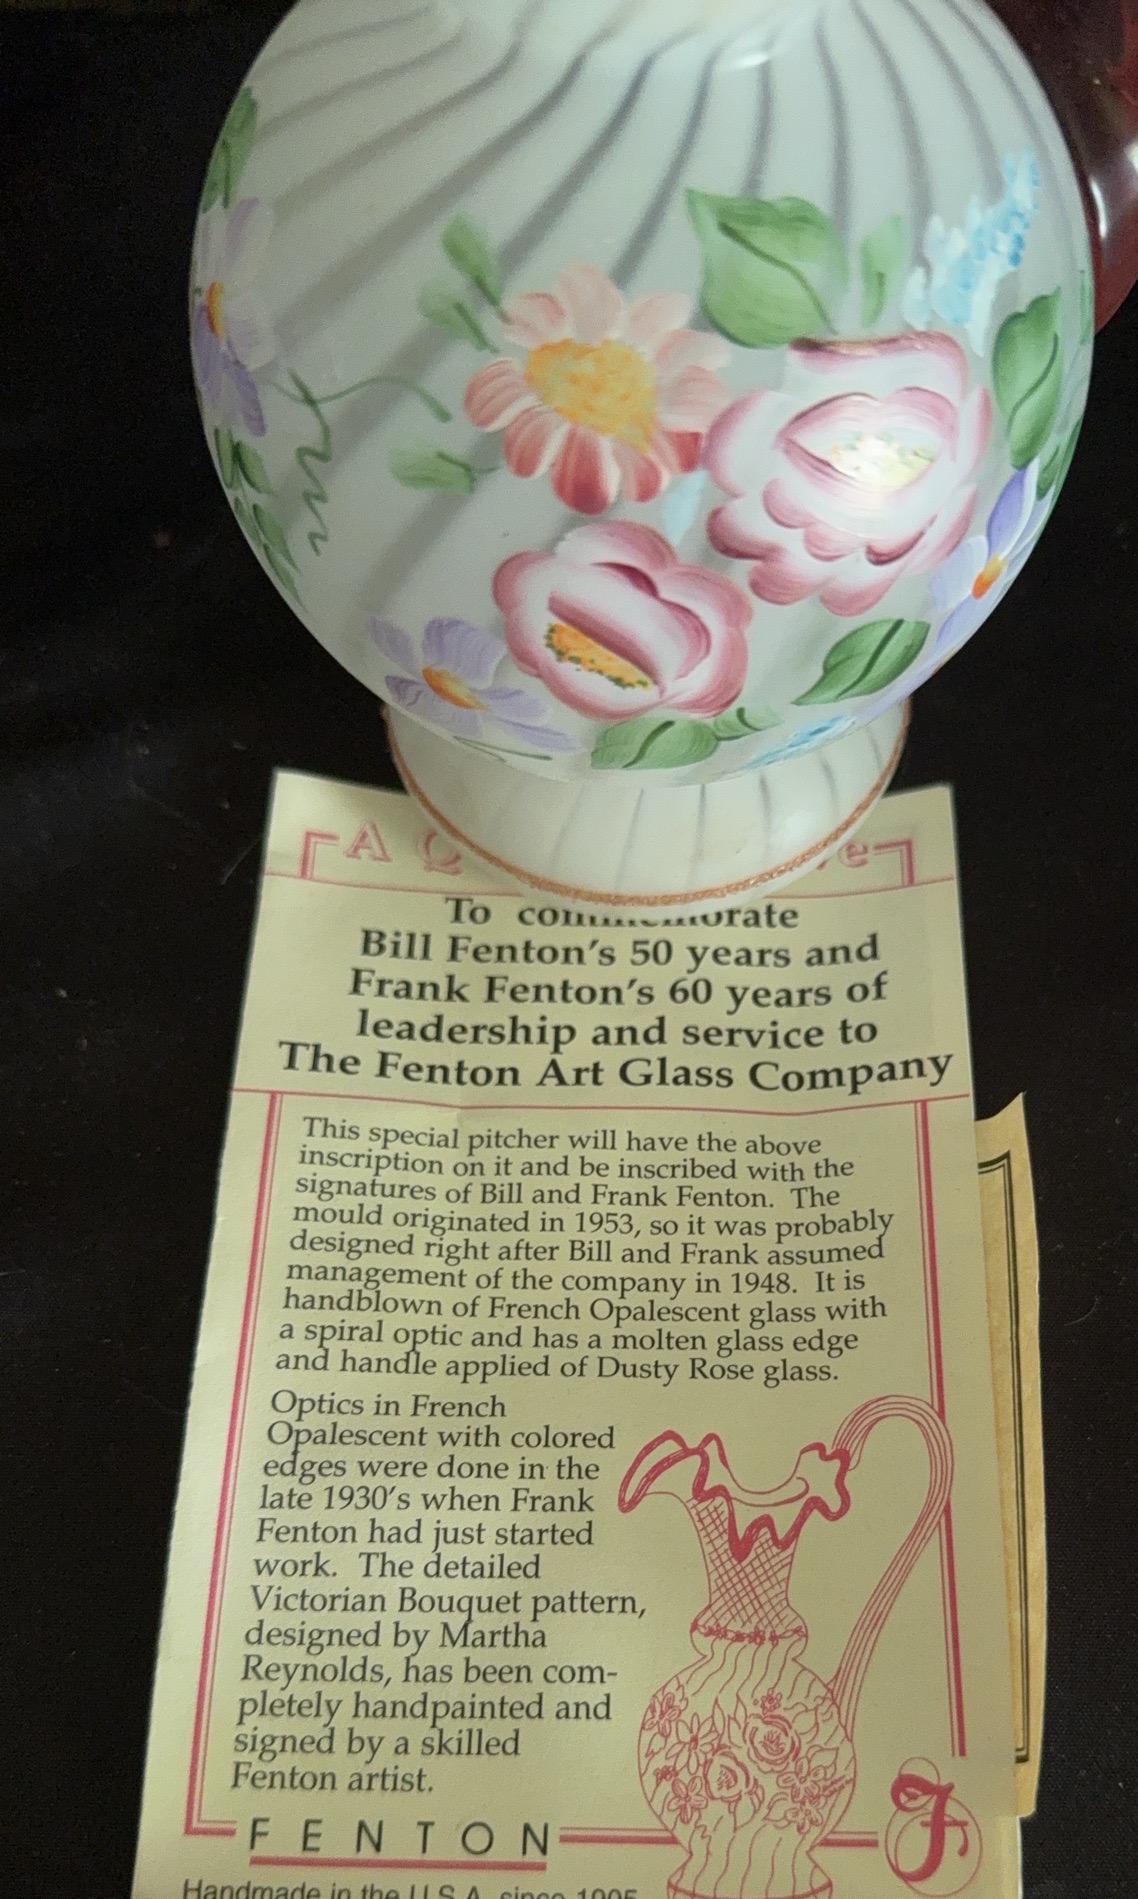 To commemorate
Bill Fenton's 50 years and
Frank Fenton's 60 years of
leadership and service to
The Fenton Art Glass Company
This special pitcher will have the above
inscription on it and be inscribed with the
signatures of Bill and Frank Fenton. The
mould originated in 1953, so it was probably
designed right after Bill and Frank assumed
management of the company in 1948. It is
handblown of French Opalescent glass with
a spiral optic and has a molten glass edge
and handle applied of Dusty Rose glass.
Optics in French
Opalescent with colored
edges were done in the
late 1930's when Frank
Fenton had just started
work. The detailed
Victorian Bouquet pattern,
designed by Martha
Reynolds, has been com-
pletely handpainted and
signed by a skilled
Fenton artist.
F
FENTON
Handmade in the U.S.A. since 1905